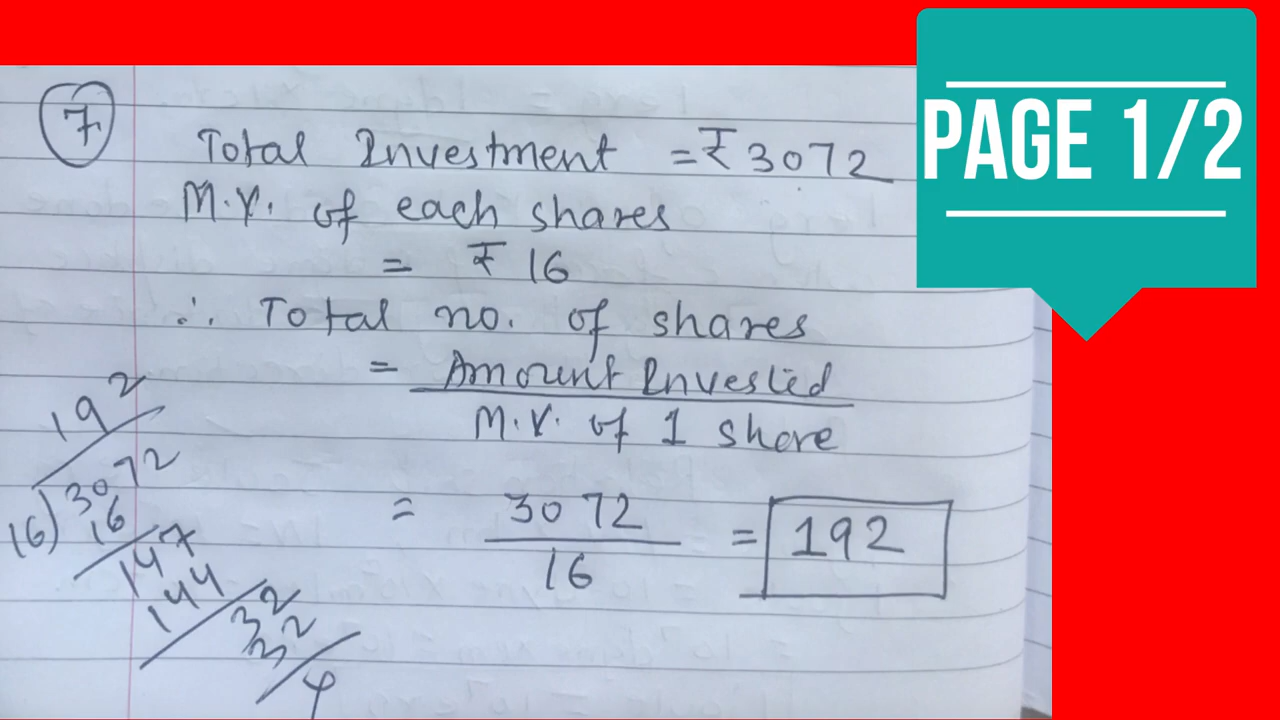 PAGE 1/2
7.
Total Investment = ₹ 3072
M.V. of each shares
= ₹ 16
∴ Total no. of shares
= Amount Invested
M.V. of 1 share
= 3072
16
= 192
192
16) 3072
16
147
144
32
32
φ